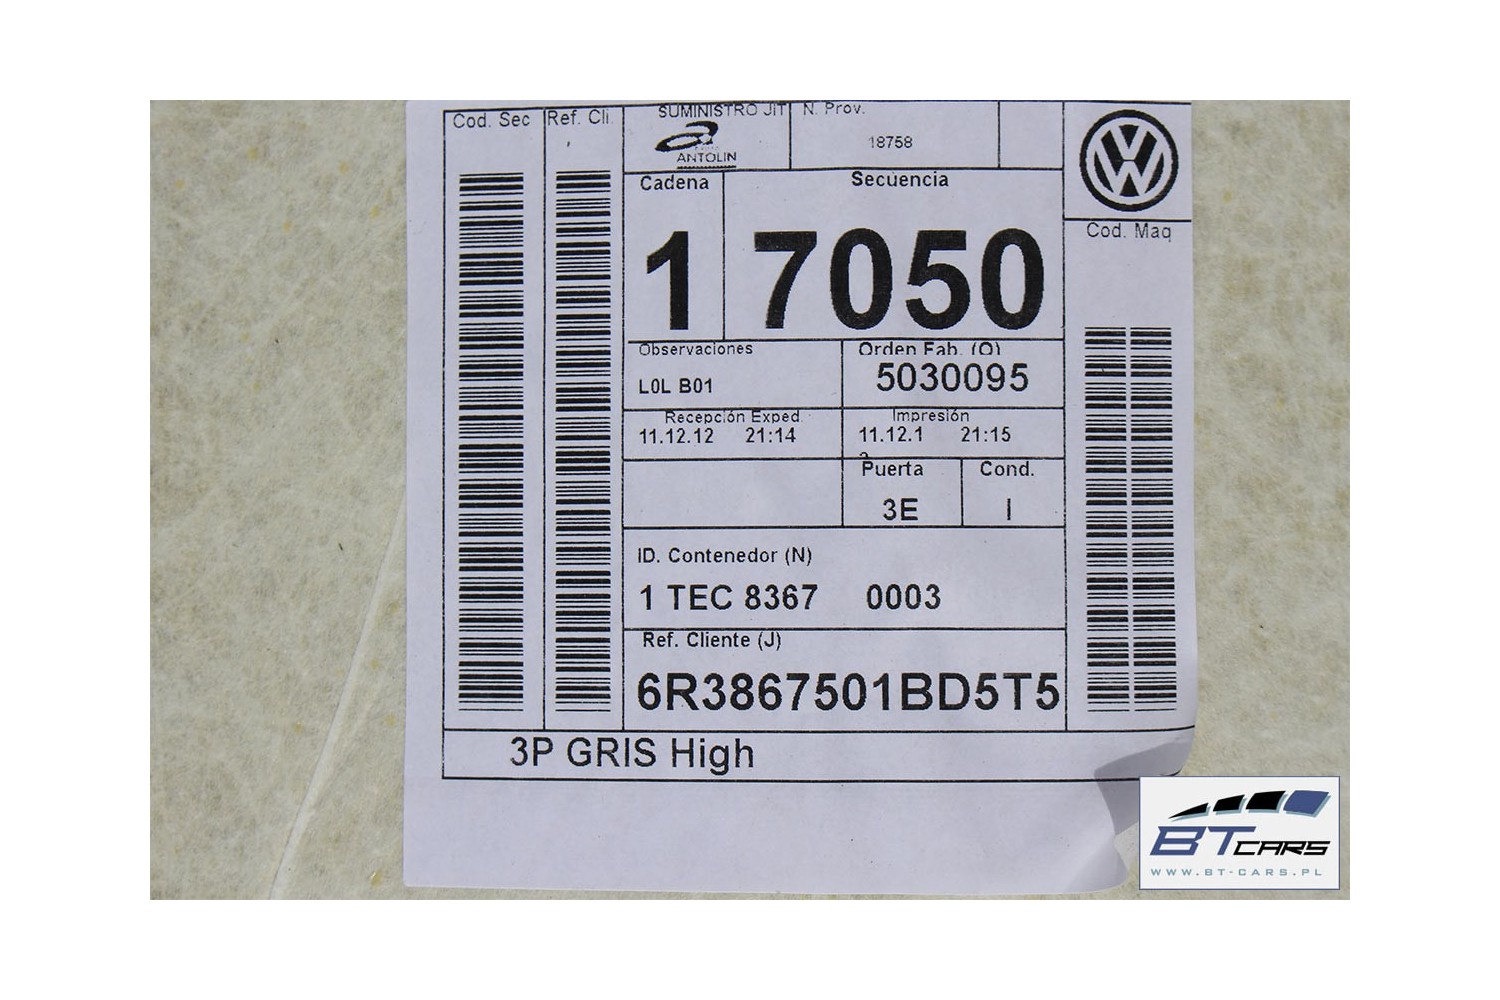 Cod. Sec Ref. Cli.
SUMINISTRO JIT N. Prov.
ANTOLIN
18758
Cadena Secuencia
1 7050
Cod. Maq
Observaciones Orden Fab. (O)
L0L B01 5030095
Recepción Exped. Impresión
11.12.12 21:14 11.12.1 21:15
Puerta Cond.
3E I
ID. Contenedor (N)
1 TEC 8367 0003
Ref. Cliente (J)
6R3867501BD5T5
3P GRIS High
BT CARS
WWW.BT-CARS.PL